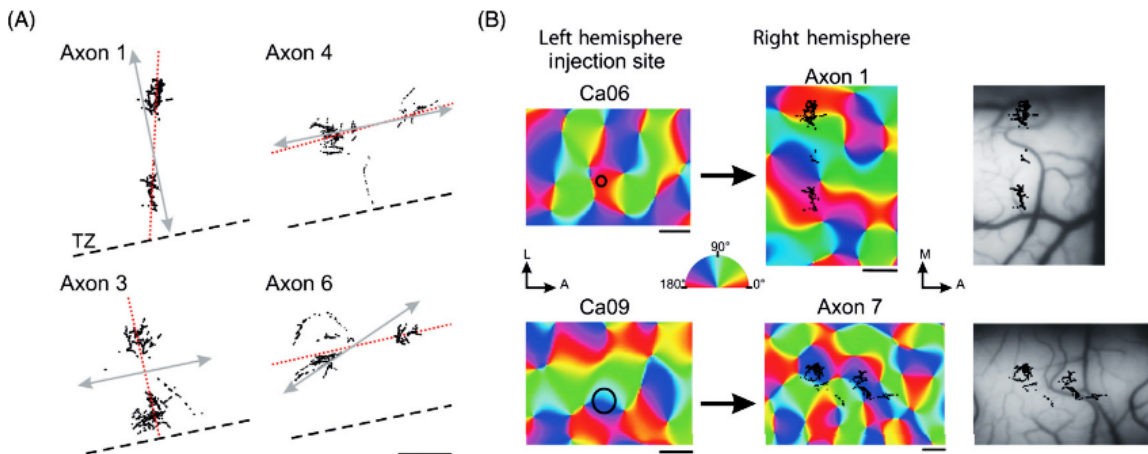 (A)
Axon 1
Axon 4
TZ
Axon 3
Axon 6
(B)
Left hemisphere
injection site
Right hemisphere
Ca06
Axon 1
L
A
90°
180°
0°
M
A
Ca09
Axon 7